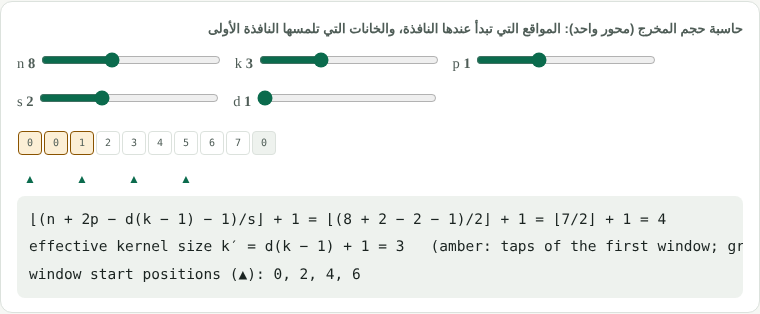 حاسبة حجم المخرج (محور واحد): المواقع التي تبدأ عندها النافذة، والخانات التي تلمسها النافذة الأولى
n 8 k 3 p 1
s 2 d 1
0 0 1 2 3 4 5 6 7 0
▲ ▲ ▲ ▲
⌊(n + 2p − d(k − 1) − 1)/s⌋ + 1 = ⌊(8 + 2 − 2 − 1)/2⌋ + 1 = ⌊7/2⌋ + 1 = 4
effective kernel size k′ = d(k − 1) + 1 = 3 (amber: taps of the first window;
window start positions (▲): 0, 2, 4, 6